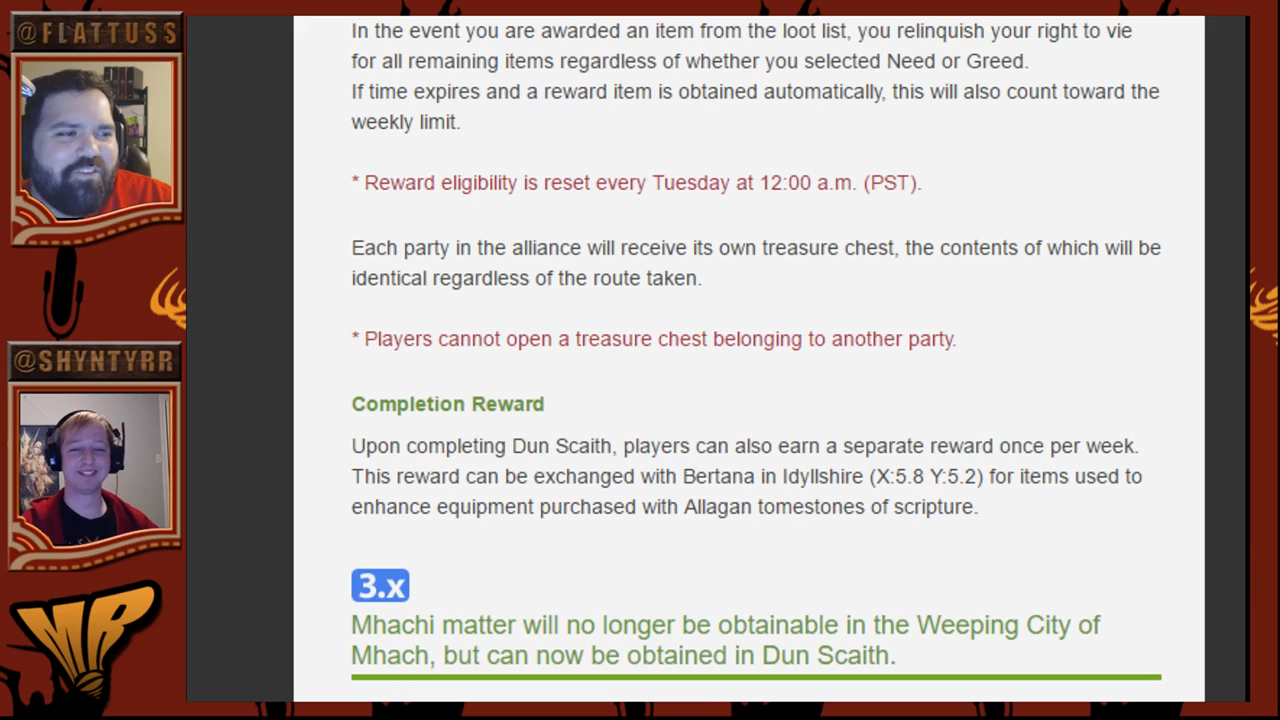 @FLATTUSS
In the event you are awarded an item from the loot list, you relinquish your right to vie
for all remaining items regardless of whether you selected Need or Greed.
If time expires and a reward item is obtained automatically, this will also count toward the
weekly limit.
* Reward eligibility is reset every Tuesday at 12:00 a.m. (PST).
Each party in the alliance will receive its own treasure chest, the contents of which will be
identical regardless of the route taken.
* Players cannot open a treasure chest belonging to another party.
@SHYNTYRR
Completion Reward
Upon completing Dun Scaith, players can also earn a separate reward once per week.
This reward can be exchanged with Bertana in Idyllshire (X:5.8 Y:5.2) for items used to
enhance equipment purchased with Allagan tomestones of scripture.
3.x
Mhachi matter will no longer be obtainable in the Weeping City of
Mhach, but can now be obtained in Dun Scaith.
MR